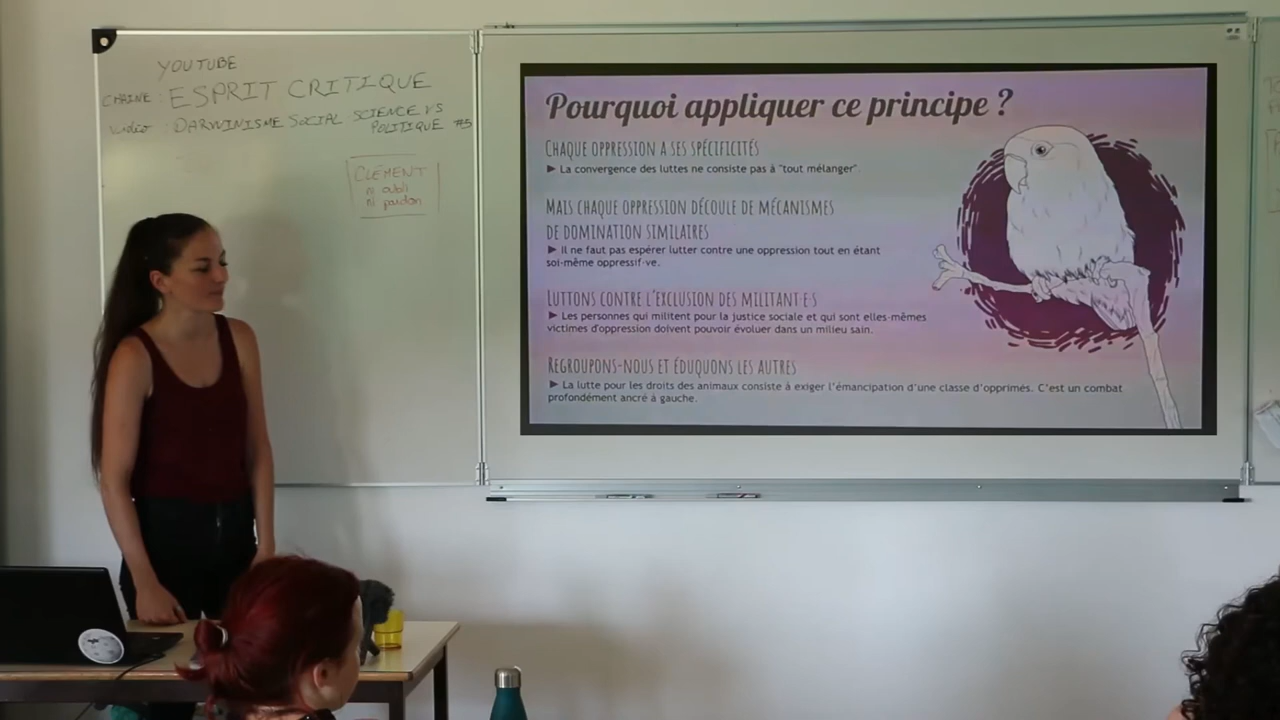 YOUTUBE
CHAINE : ESPRIT CRITIQUE
Vidéo : DARWINISME SOCIAL : SCIENCE VS
POLITIQUE #5
CLÉMENT
ni oubli
ni pardon
Pourquoi appliquer ce principe ?
CHAQUE OPPRESSION A SES SPÉCIFICITÉS
► La convergence des luttes ne consiste pas à "tout mélanger".
MAIS CHAQUE OPPRESSION DÉCOULE DE MÉCANISMES
DE DOMINATION SIMILAIRES
► Il ne faut pas espérer lutter contre une oppression tout en étant
soi-même oppressif·ve.
LUTTONS CONTRE L'EXCLUSION DES MILITANT·E·S
► Les personnes qui militent pour la justice sociale et qui sont elles-mêmes
victimes d'oppression doivent pouvoir évoluer dans un milieu sain.
REGROUPONS-NOUS ET ÉDUQUONS LES AUTRES
► La lutte pour les droits des animaux consiste à exiger l'émancipation d'une classe d'opprimés. C'est un combat
profondément ancré à gauche.